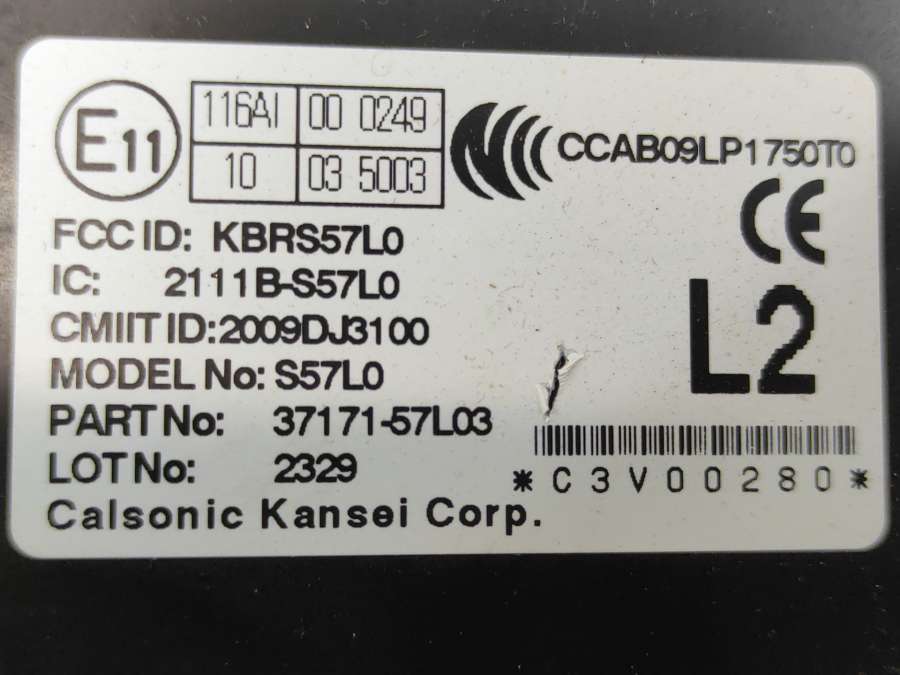 E11
116AI 00 0249
10 03 5003
CCAB09LP1750T0
CE
FCC ID: KBRS57L0
IC: 2111B-S57L0
CMIIT ID:2009DJ3100
L2
MODEL No: S57L0
PART No: 37171-57L03
LOT No: 2329
*C3V00280*
Calsonic Kansei Corp.